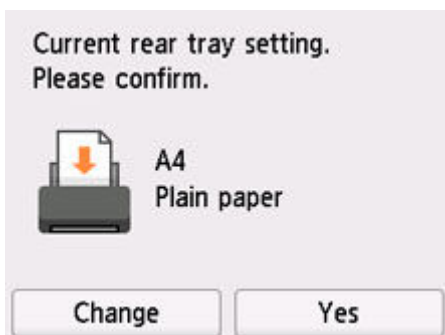 Current rear tray setting.
Please confirm.
A4
Plain paper
Change
Yes